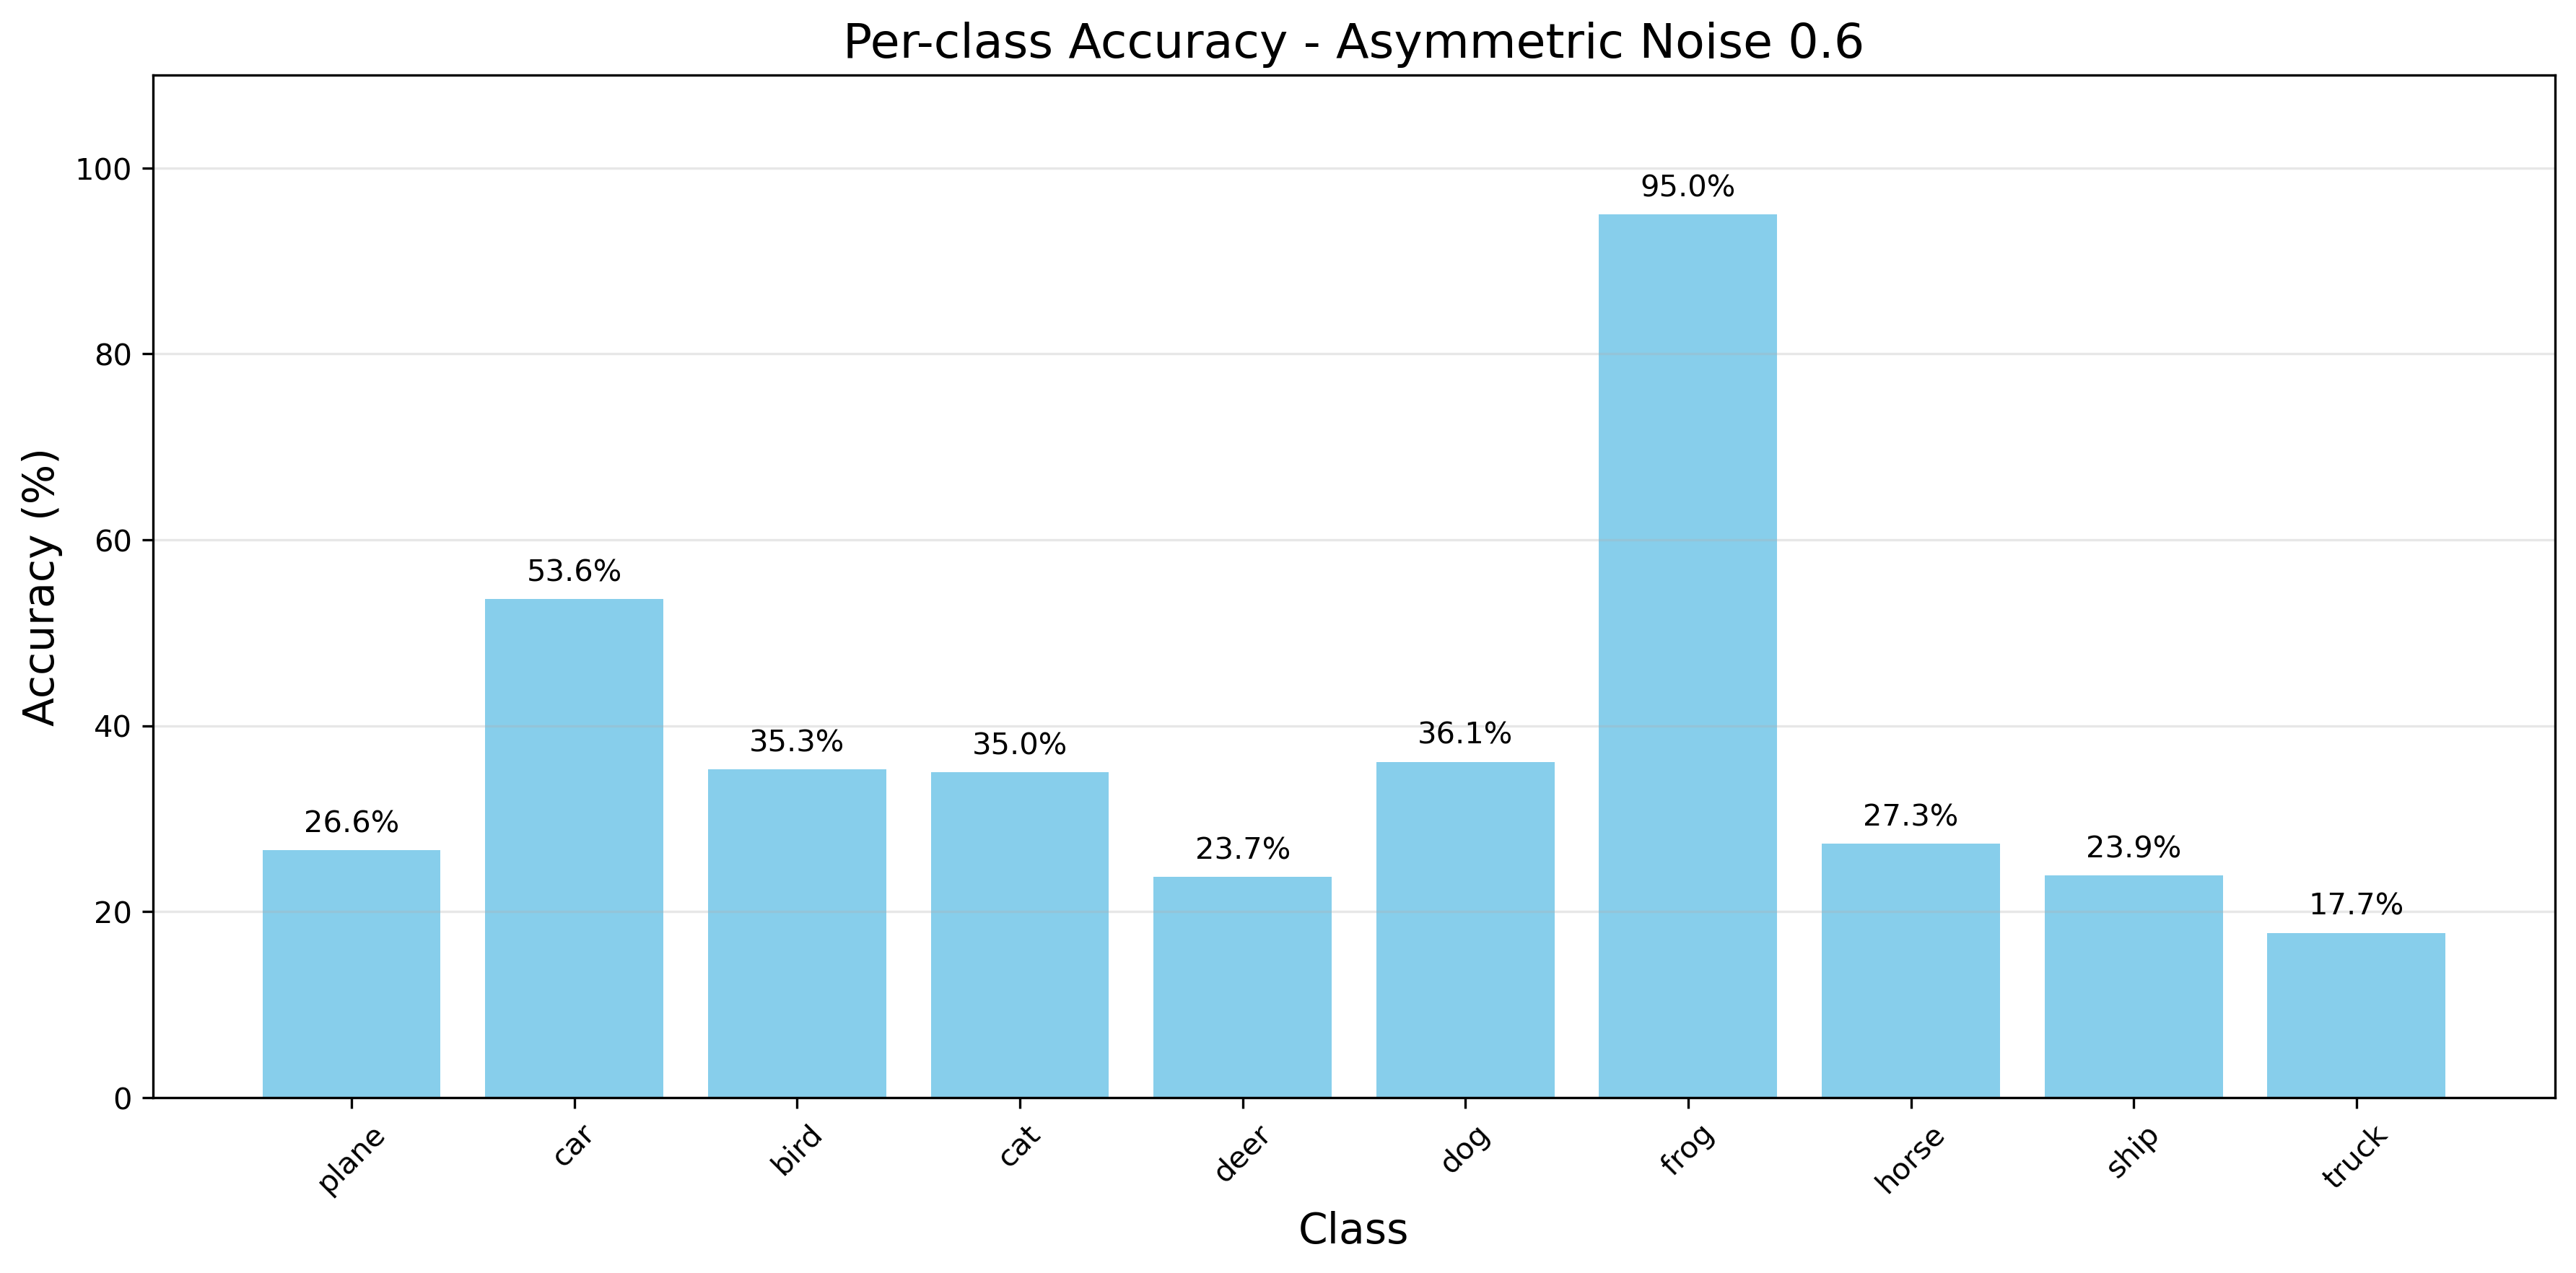 Per-class Accuracy - Asymmetric Noise 0.6
Accuracy (%)
100
80
60
40
20
0
26.6%
53.6%
35.3%
35.0%
23.7%
36.1%
95.0%
27.3%
23.9%
17.7%
plane
car
bird
cat
deer
dog
frog
horse
ship
truck
Class